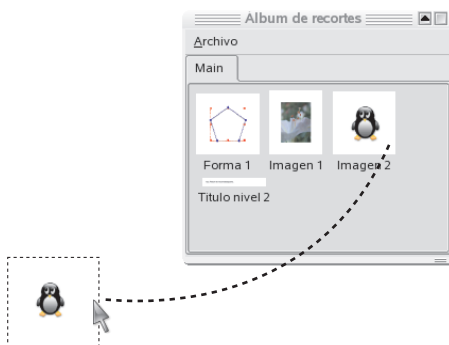 Album de recortes
Archivo
Main
Forma 1 Imagen 1 Imagen 2
Titulo nivel 2